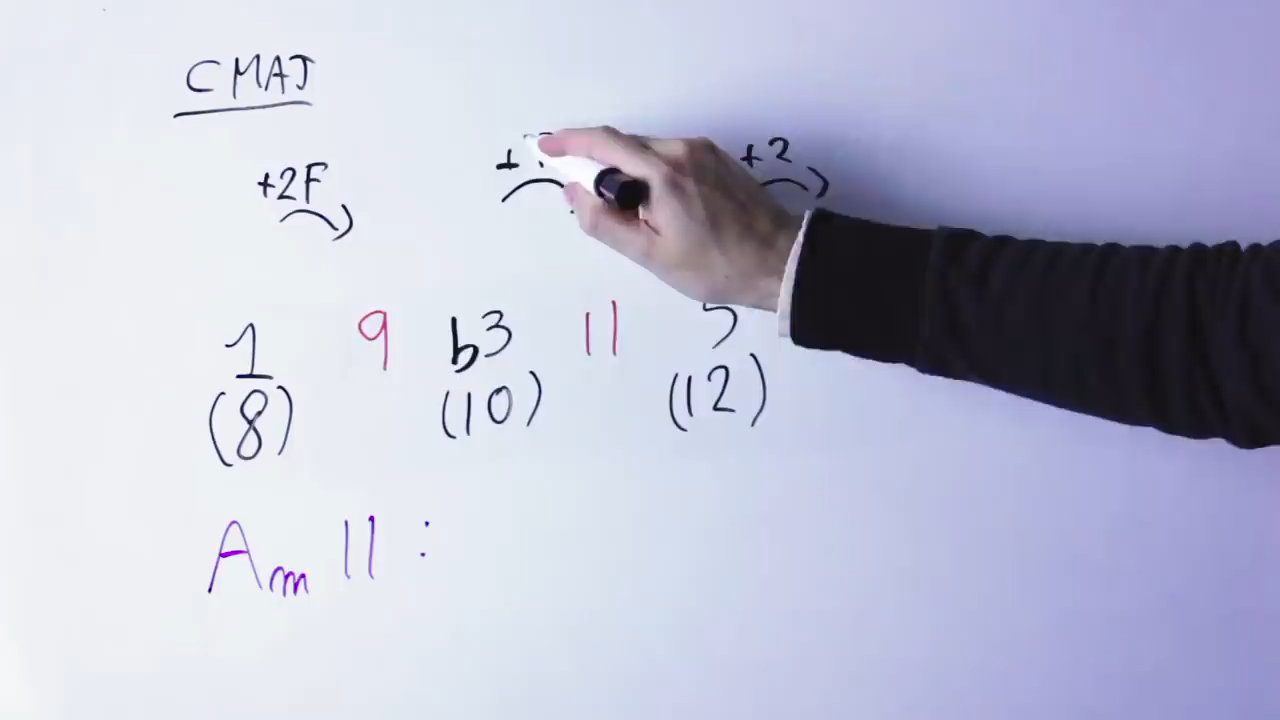 CMAJ
+2F + +2
1 9 b3 11 5
(8) (10) (12)
Am 11 :